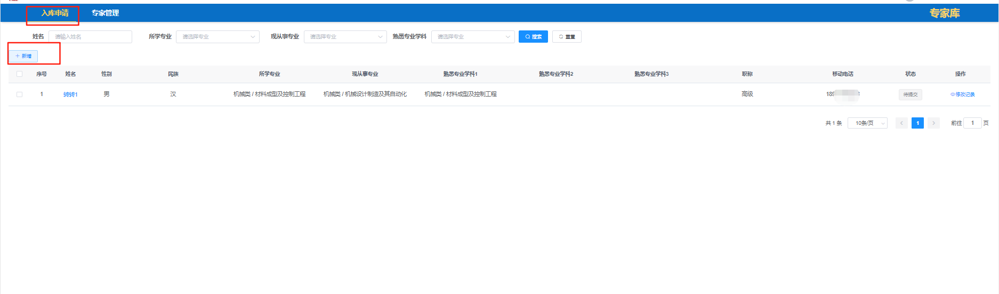 入库申请 专家管理 专家库
姓名 请输入姓名 所学专业 请选择专业 现从事专业 请选择专业 熟悉专业学科 请选择专业 搜索 重置
+ 新增
序号 姓名 性别 民族 所学专业 现从事专业 熟悉专业学科1 熟悉专业学科2 熟悉专业学科3 职称 移动电话 状态 操作
1 转转1 男 汉 机械类 / 材料成型及控制工程 机械类 / 机械设计制造及其自动化 机械类 / 材料成型及控制工程 高级 189 待提交 修改记录
共 1 条 10条/页 < 1 > 前往 1 页